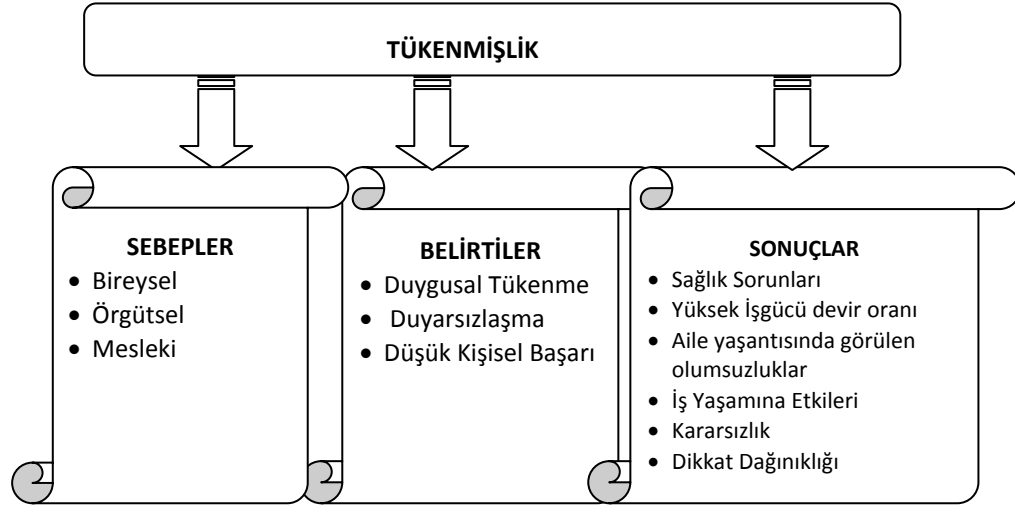 TÜKENMİŞLİK
SEBEPLER
• Bireysel
• Örgütsel
• Mesleki
BELİRTİLER
• Duygusal Tükenme
• Duyarsızlaşma
• Düşük Kişisel Başarı
SONUÇLAR
• Sağlık Sorunları
• Yüksek İşgücü devir oranı
• Aile yaşantısında görülen
olumsuzluklar
• İş Yaşamına Etkileri
• Kararsızlık
• Dikkat Dağınıklığı